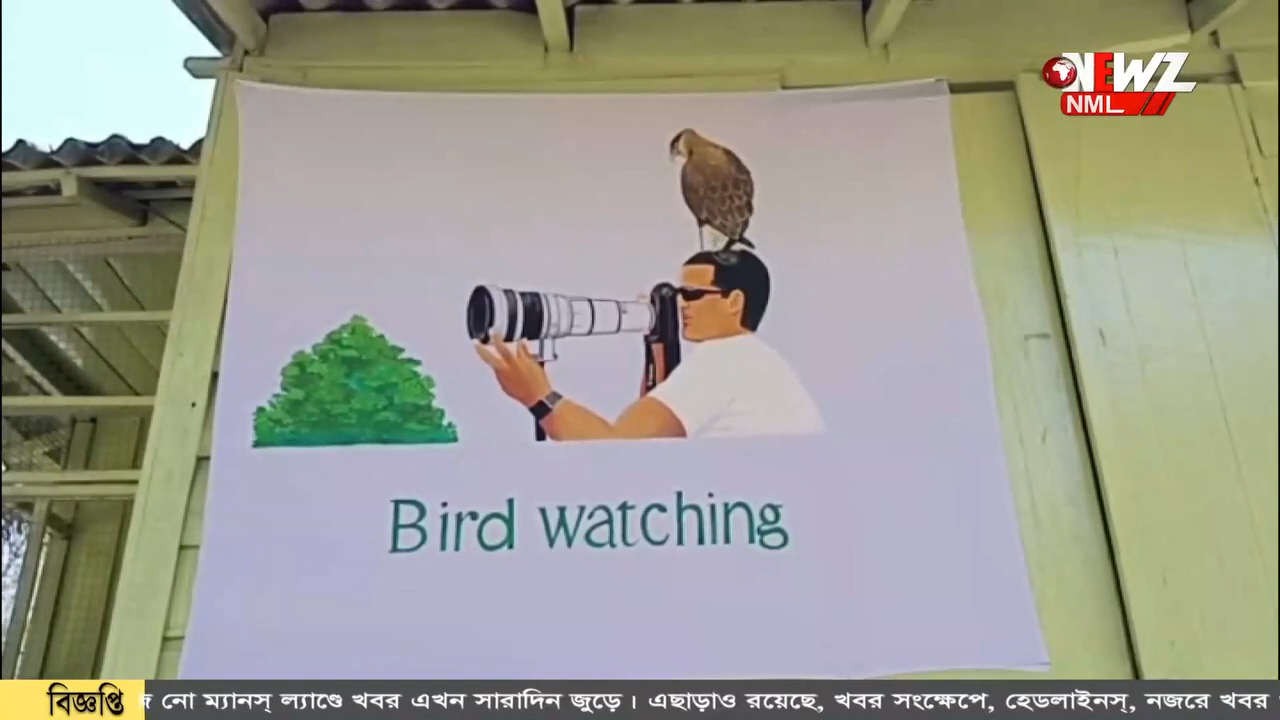 NEWZ
NML
Bird watching
বিজ্ঞপ্তি
নো ম্যানস্ ল্যাণ্ডে খবর এখন সারাদিন জুড়ে । এছাড়াও রয়েছে, খবর সংক্ষেপে, হেডলাইনস্, নজরে খবর